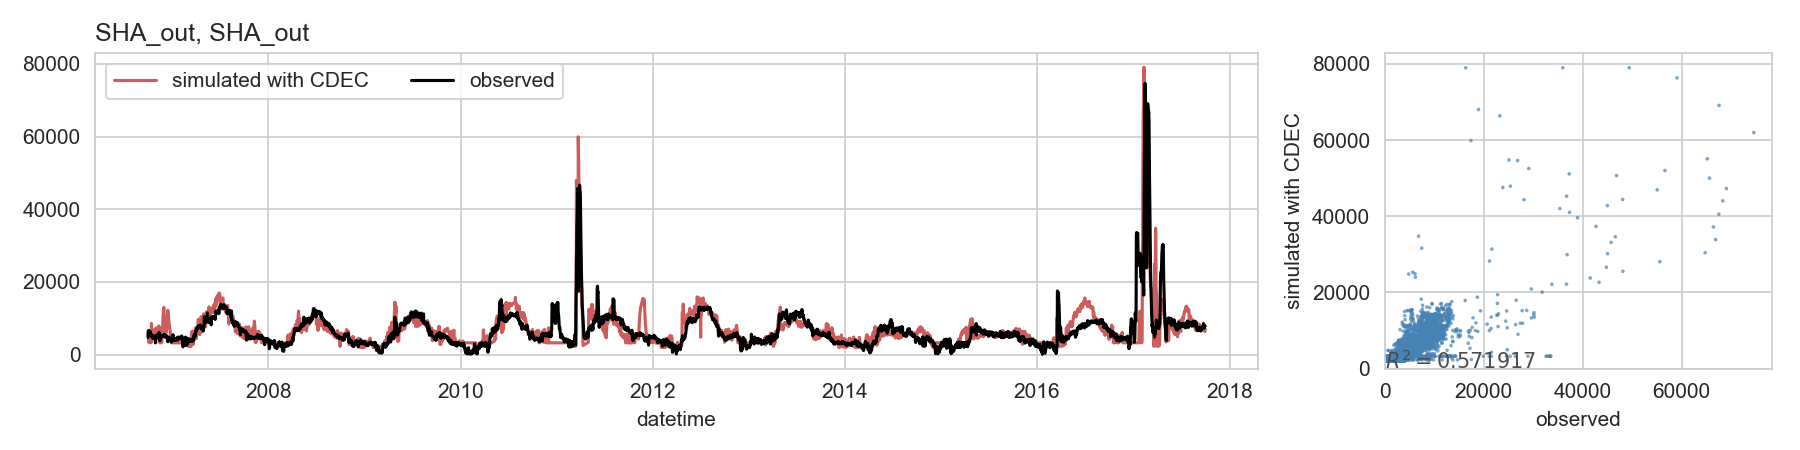 SHA_out, SHA_out
simulated with CDEC
observed
80000
60000
40000
20000
0
2008
2010
2012
2014
2016
2018
datetime
simulated with CDEC
80000
60000
40000
20000
0
R² = 0.571917
0
20000
40000
60000
observed